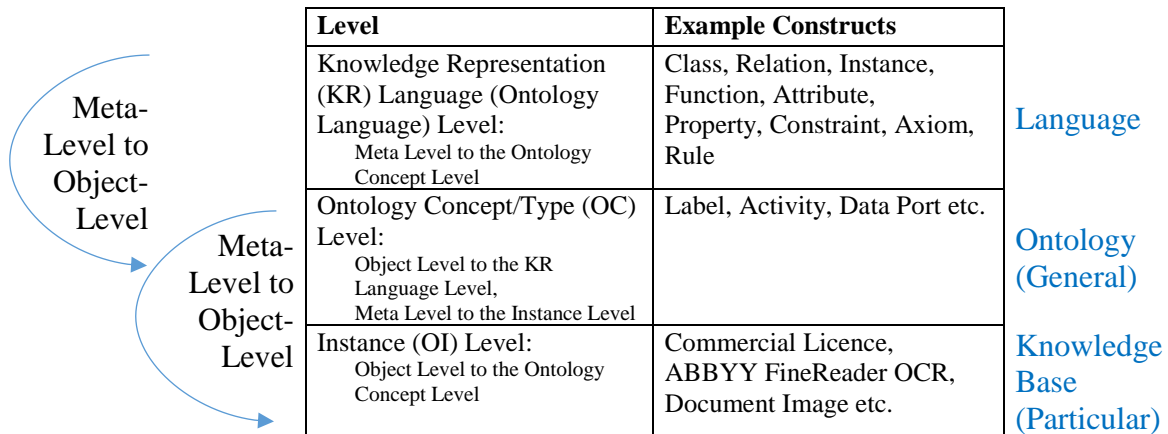 Level
Example Constructs
Knowledge Representation
(KR) Language (Ontology
Language) Level:
Meta Level to the Ontology
Concept Level
Class, Relation, Instance,
Function, Attribute,
Property, Constraint, Axiom,
Rule
Language
Meta-
Level to
Object-
Level
Ontology Concept/Type (OC)
Level:
Object Level to the KR
Language Level,
Meta Level to the Instance Level
Label, Activity, Data Port etc.
Ontology
(General)
Meta-
Level to
Object-
Level
Instance (OI) Level:
Object Level to the Ontology
Concept Level
Commercial Licence,
ABBYY FineReader OCR,
Document Image etc.
Knowledge
Base
(Particular)